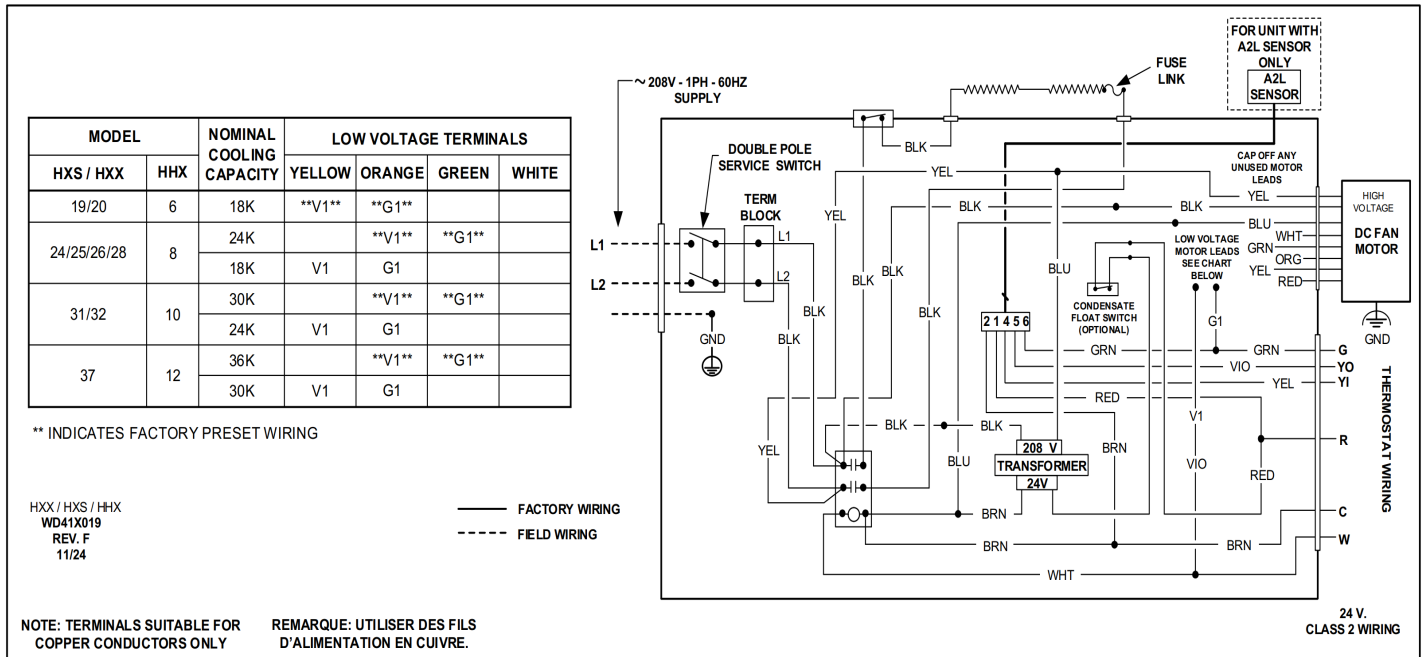 MODEL
NOMINAL
COOLING
CAPACITY
LOW VOLTAGE TERMINALS
HXS / HXX HHX YELLOW ORANGE GREEN WHITE
19/20 6 18K **V1** **G1**
24/25/26/28 8 24K **V1** **G1**
18K V1 G1
31/32 10 30K **V1** **G1**
24K V1 G1
37 12 36K **V1** **G1**
30K V1 G1
** INDICATES FACTORY PRESET WIRING
HXX / HXS / HHX
WD41X019
REV. F
11/24
FACTORY WIRING
FIELD WIRING
NOTE: TERMINALS SUITABLE FOR
COPPER CONDUCTORS ONLY
REMARQUE: UTILISER DES FILS
D'ALIMENTATION EN CUIVRE.
~ 208V - 1PH - 60HZ
SUPPLY
DOUBLE POLE
SERVICE SWITCH
TERM
BLOCK
L1
L1
L2
L2
GND
FUSE
LINK
FOR UNIT WITH
A2L SENSOR
ONLY
A2L
SENSOR
BLK
YEL
YEL
BLK
BLK
BLK
BLK
BLK
BLK
YEL
BLK
BLK
BLU
BLU
CAP OFF ANY
UNUSED MOTOR
LEADS
YEL
BLU
WHT
GRN
ORG
YEL
RED
HIGH
VOLTAGE
DC FAN
MOTOR
GND
LOW VOLTAGE
MOTOR LEADS
SEE CHART
BELOW
CONDENSATE
FLOAT SWITCH
(OPTIONAL)
2 1 4 5 6
G1
GRN
GRN
G
VIO
YO
YEL
YI
RED
V1
VIO
R
RED
BRN
208 V
TRANSFORMER
24V
BRN
BRN
BRN
C
WHT
W
THERMOSTAT WIRING
24 V.
CLASS 2 WIRING